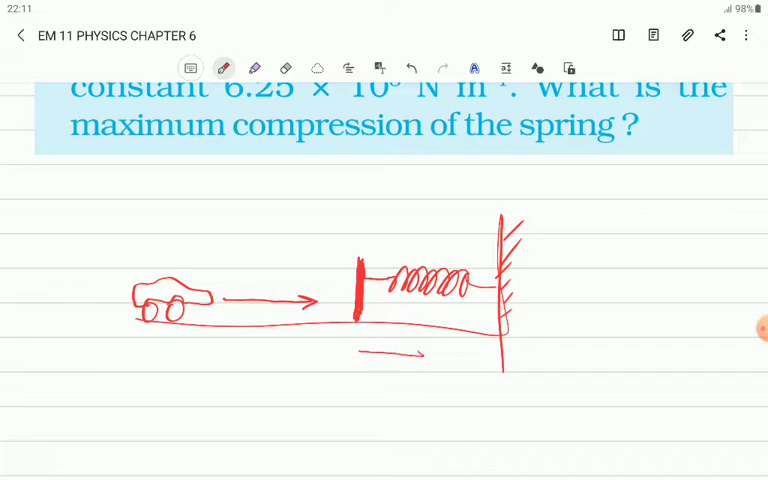 22:11
98%
EM 11 PHYSICS CHAPTER 6
constant 6.25 × 10³ N m⁻¹. What is the
maximum compression of the spring ?